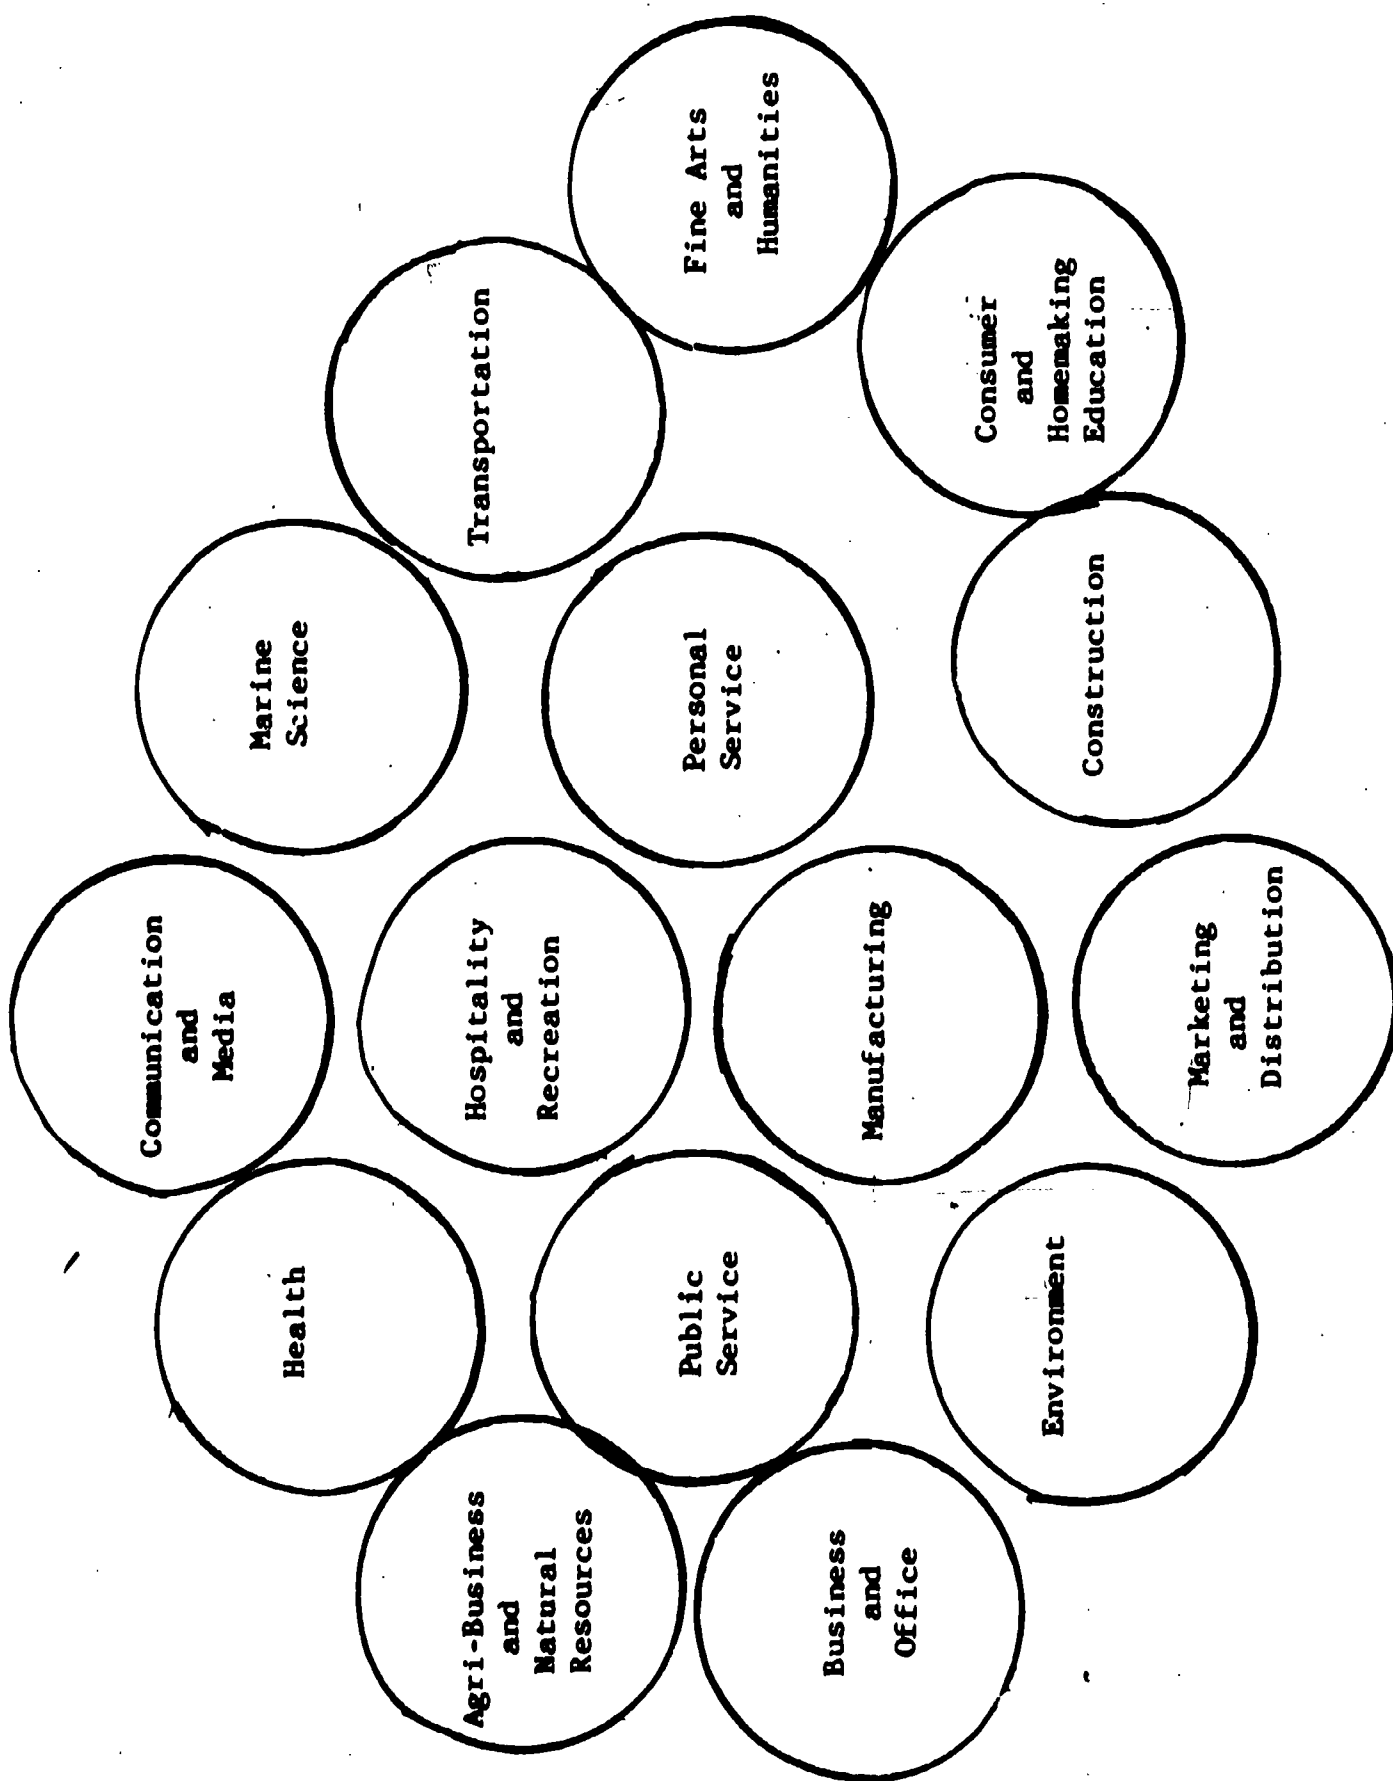 Communication
and
Media
Health
Marine
Science
Agri-Business
and
Natural
Resources
Hospitality
and
Recreation
Transportation
Public
Service
Personal
Service
Fine Arts
and
Humanities
Business
and
Office
Manufacturing
Environment
Construction
Consumer
and
Homemaking
Education
Marketing
and
Distribution